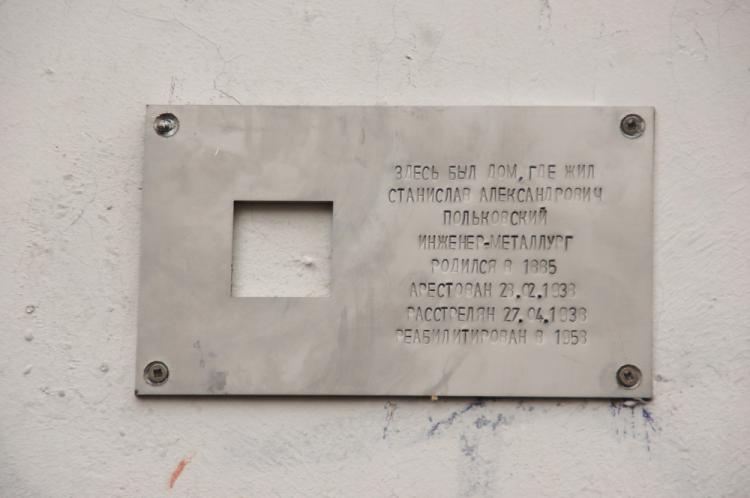 ЗДЕСЬ БЫЛ ДОМ, ГДЕ ЖИЛ
СТАНИСЛАВ АЛЕКСАНДРОВИЧ
ПОЛЬКОВСКИЙ
ИНЖЕНЕР-МЕТАЛЛУРГ
РОДИЛСЯ В 1885
АРЕСТОВАН 28.02.1938
РАССТРЕЛЯН 27.04.1938
РЕАБИЛИТИРОВАН В 1958